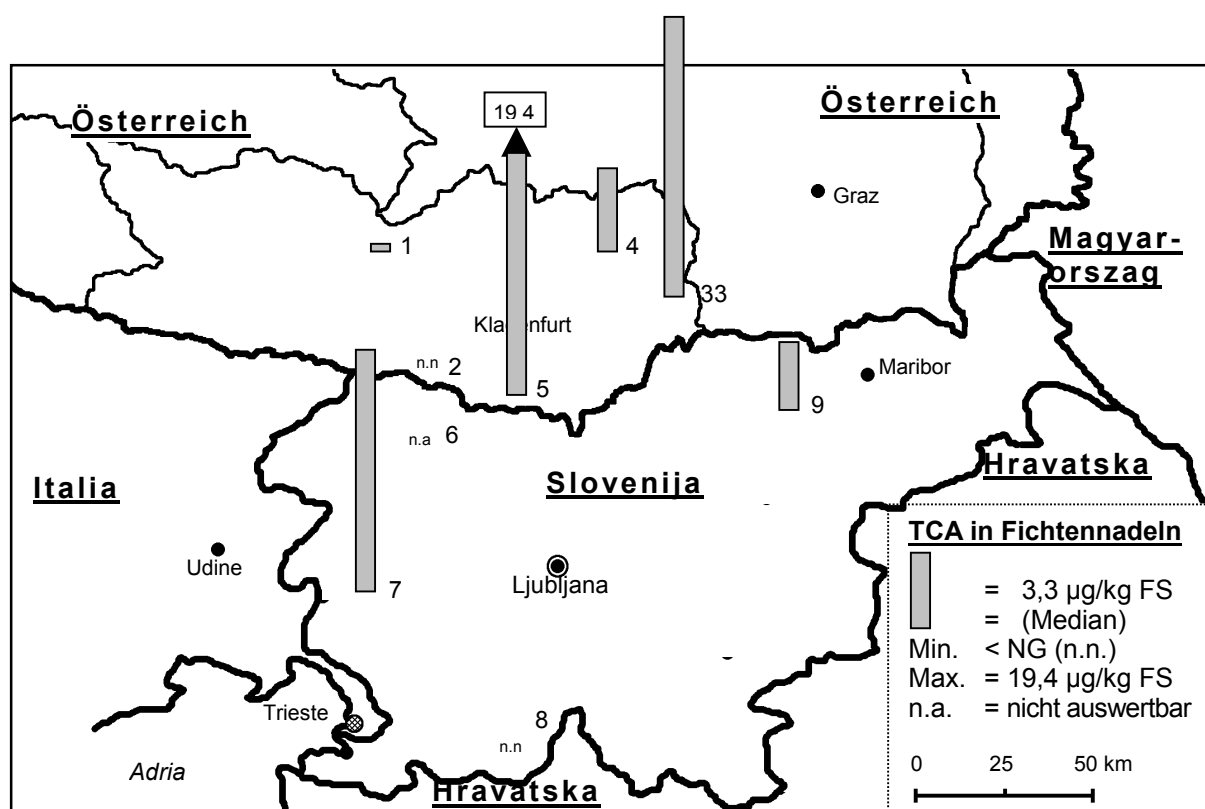 Österreich
19 4
Österreich
Graz
1
4
Magyar-
orszag
33
Klagenfurt
n.n 2
Maribor
5
9
n.a 6
Hravatska
Italia
Slovenija
TCA in Fichtennadeln
Udine
Ljubljana
7
= 3,3 µg/kg FS
= (Median)
Min. < NG (n.n.)
Max. = 19,4 µg/kg FS
n.a. = nicht auswertbar
Trieste
8
n.n
Adria
Hravatska
0 25 50 km